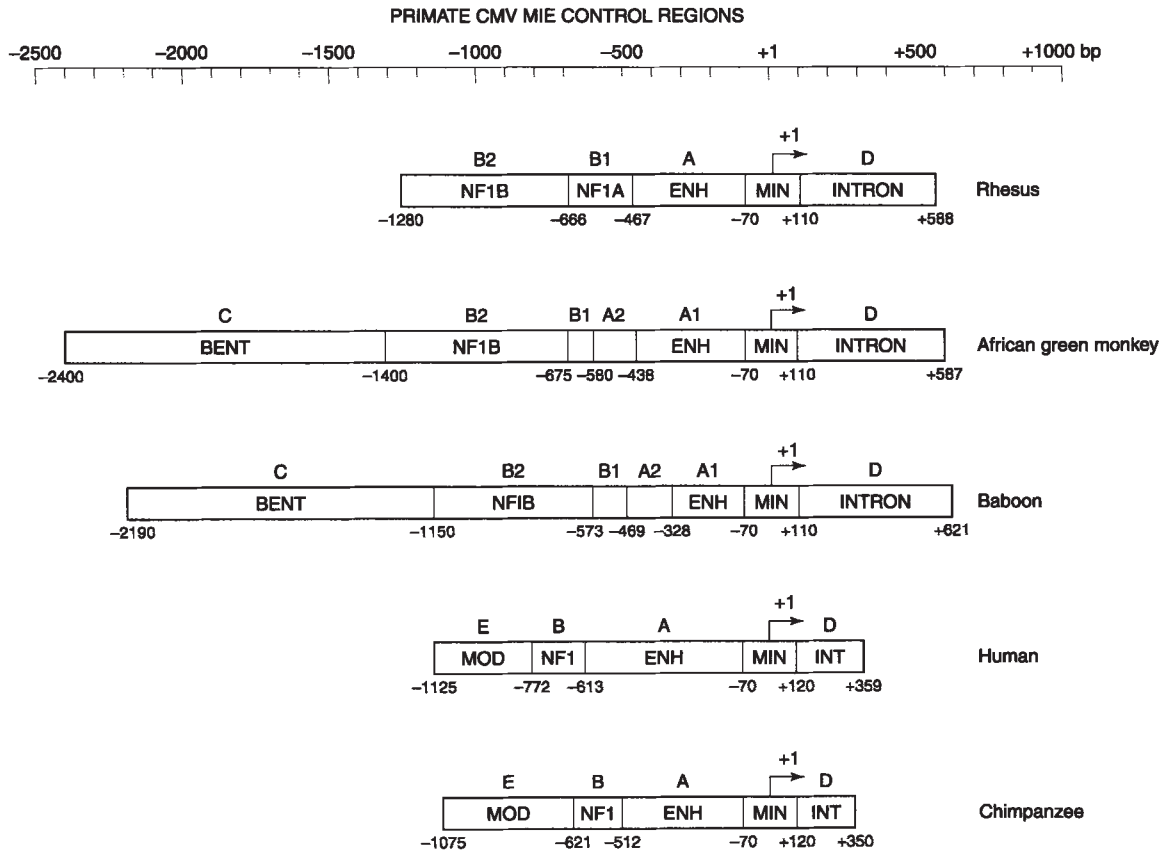 PRIMATE CMV MIE CONTROL REGIONS
−2500 −2000 −1500 −1000 −500 +1 +500 +1000 bp
+1
B2 B1 A D
NF1B NF1A ENH MIN INTRON Rhesus
−1280 −666 −467 −70 +110 +588
+1
C B2 B1 A2 A1 D
BENT NF1B ENH MIN INTRON African green monkey
−2400 −1400 −675 −580 −438 −70 +110 +587
+1
C B2 B1 A2 A1 D
BENT NFIB ENH MIN INTRON Baboon
−2190 −1150 −573 −469 −328 −70 +110 +621
+1
E B A D
MOD NF1 ENH MIN INT Human
−1125 −772 −613 −70 +120 +359
+1
E B A D
MOD NF1 ENH MIN INT Chimpanzee
−1075 −621 −512 −70 +120 +350